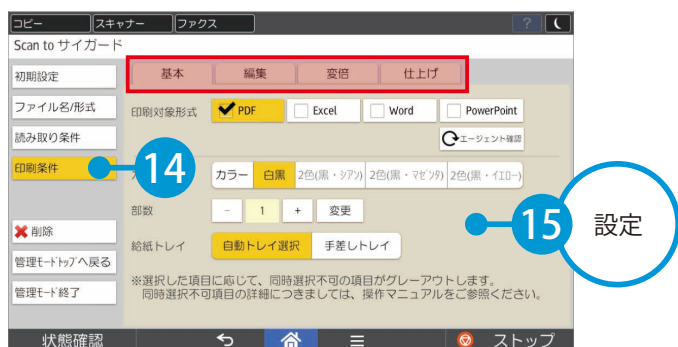 コピー スキャナー ファクス ?
Scan to サイガード
初期設定 基本 編集 変倍 仕上げ
ファイル名/形式 印刷対象形式 PDF Excel Word PowerPoint
読み取り条件 エージェント確認
印刷条件 14 カラー 白黒 2色(黒・シアン) 2色(黒・マゼンタ) 2色(黒・イエロー)
部数 - 1 + 変更 15 設定
削除 給紙トレイ 自動トレイ選択 手差しトレイ
管理モードトップへ戻る
管理モード終了 ※選択した項目に応じて、同時選択不可の項目がグレーアウトします。
同時選択不可項目の詳細につきましては、操作マニュアルをご参照ください。
状態確認 ストップ